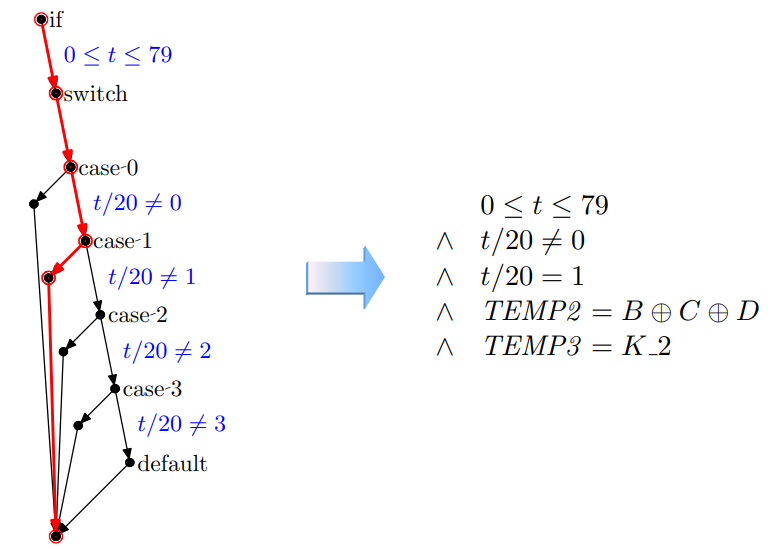 if
0 ≤ t ≤ 79
switch
case-0
t/20 ≠ 0
case-1
t/20 ≠ 1
case-2
t/20 ≠ 2
case-3
t/20 ≠ 3
default
0 ≤ t ≤ 79
∧ t/20 ≠ 0
∧ t/20 = 1
∧ TEMP2 = B ⊕ C ⊕ D
∧ TEMP3 = K_2